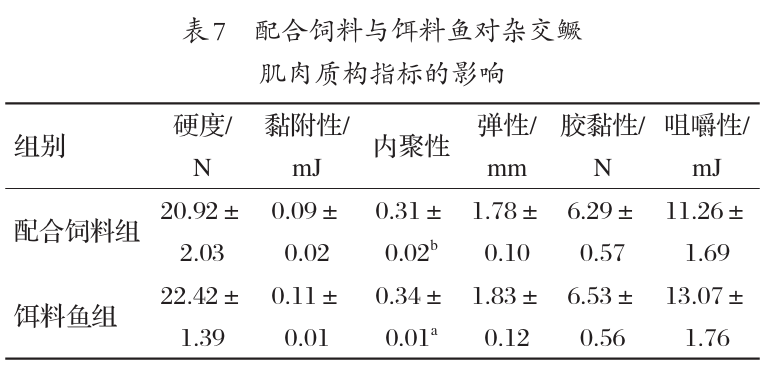 表7 配合饲料与饵料鱼对杂交鳜
肌肉质构指标的影响
组别 硬度/ 黏附性/ 内聚性 弹性/ 胶黏性/ 咀嚼性/
N mJ mm N mJ
配合饲料组 20.92 ± 0.09 ± 0.31 ± 1.78 ± 6.29 ± 11.26 ±
2.03 0.02 0.02b 0.10 0.57 1.69
饵料鱼组 22.42 ± 0.11 ± 0.34 ± 1.83 ± 6.53 ± 13.07 ±
1.39 0.01 0.01a 0.12 0.56 1.76